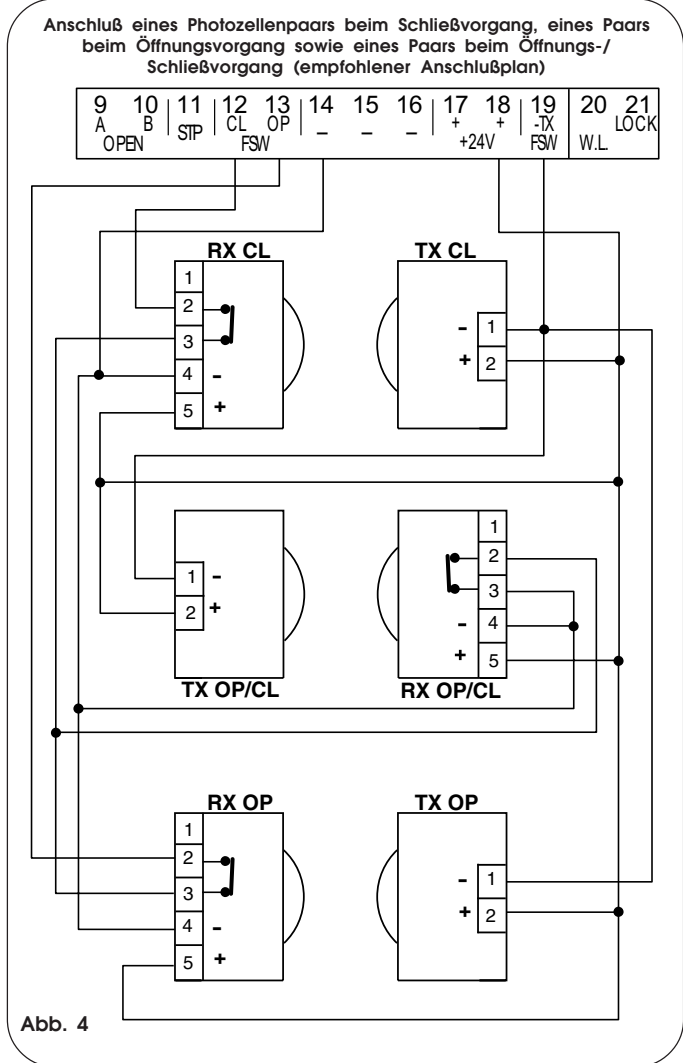 Anschluß eines Photozellenpaars beim Schließvorgang, eines Paars
beim Öffnungsvorgang sowie eines Paars beim Öffnungs-/
Schließvorgang (empfohlener Anschlußplan)
9 10 11 12 13 14 15 16 17 18 19 20 21
A B STP CL OP – – – + + -TX LOCK
OPEN FSW +24V FSW W.L.
RX CL TX CL
1
2
3
4 -
5 +
- 1
+ 2
1 -
2 +
1
2
3
- 4
+ 5
TX OP/CL RX OP/CL
RX OP TX OP
1
2
3
4 -
5 +
- 1
+ 2
Abb. 4